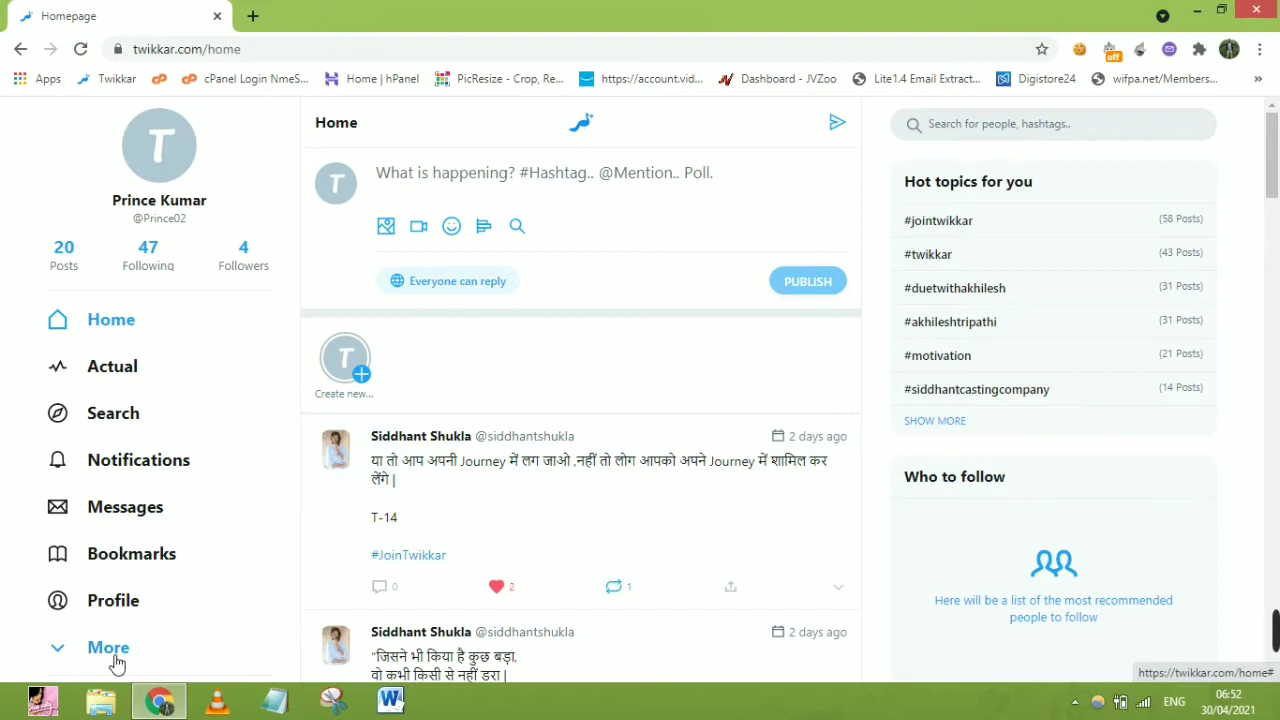 Homepage
twikkar.com/home
Apps
Twikkar
cPanel Login NmeS...
Home | hPanel
PicResize - Crop, Re...
https://account.vid...
Dashboard - JVZoo
Lite1.4 Email Extract...
Digistore24
wifpa.net/Members...
T
Prince Kumar
@Prince02
20 47 4
Posts Following Followers
Home
Actual
Search
Notifications
Messages
Bookmarks
Profile
More
Home
T
What is happening? #Hashtag.. @Mention.. Poll.
Everyone can reply
PUBLISH
T
Create new...
Siddhant Shukla @siddhantshukla 2 days ago
या तो आप अपनी Journey में लग जाओ ,नहीं तो लोग आपको अपने Journey में शामिल कर
लेंगे |
T-14
#JoinTwikkar
0 2 1
Siddhant Shukla @siddhantshukla 2 days ago
"जिसने भी किया है कुछ बड़ा,
वो कभी किसी से नहीं डरा |
Search for people, hashtags..
Hot topics for you
#jointwikkar (58 Posts)
#twikkar (43 Posts)
#duetwithakhilesh (31 Posts)
#akhileshtripathi (31 Posts)
#motivation (21 Posts)
#siddhantcastingcompany (14 Posts)
SHOW MORE
Who to follow
Here will be a list of the most recommended
people to follow
https://twikkar.com/home#
off
ENG
06:52
30/04/2021